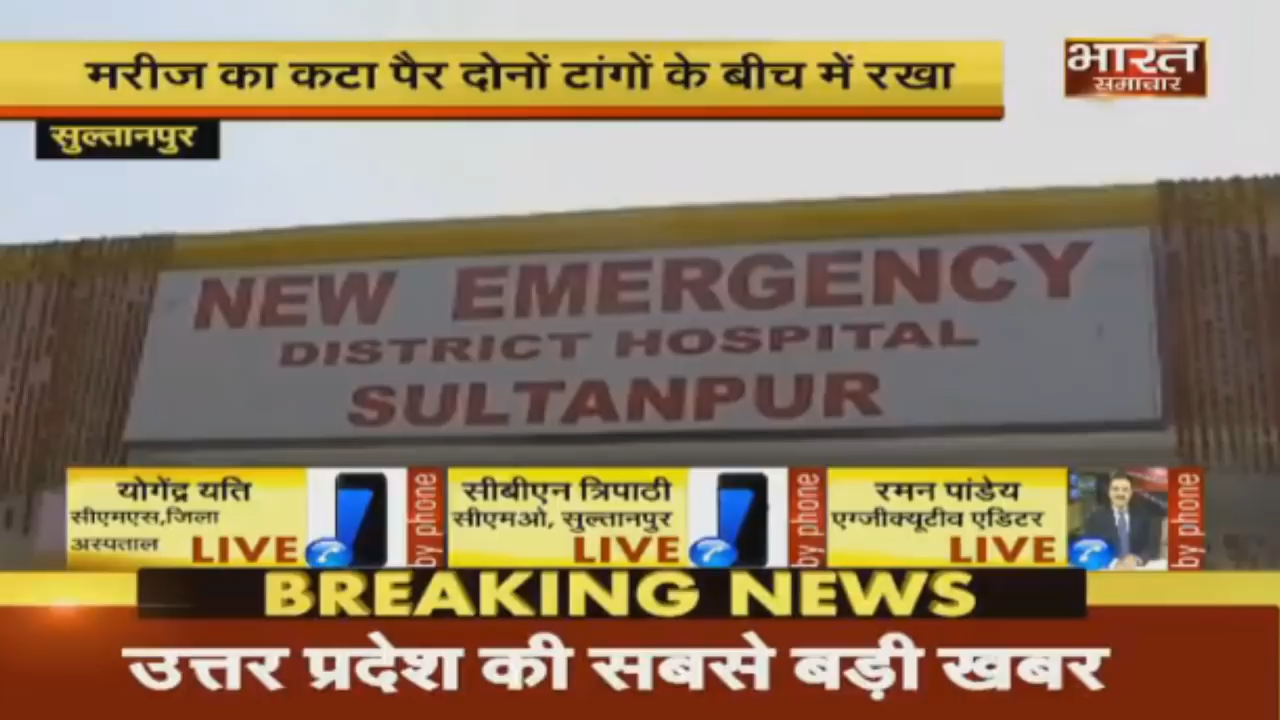 मरीज का कटा पैर दोनों टांगों के बीच में रखा
भारत
समाचार
सुल्तानपुर
NEW EMERGENCY
DISTRICT HOSPITAL
SULTANPUR
योगेंद्र यति
सीएमएस,जिला
अस्पताल
LIVE
by phone
सीबीएन त्रिपाठी
सीएमओ, सुल्तानपुर
LIVE
by phone
रमन पांडेय
एग्जीक्यूटीव एडिटर
LIVE
by phone
BREAKING NEWS
उत्तर प्रदेश की सबसे बड़ी खबर